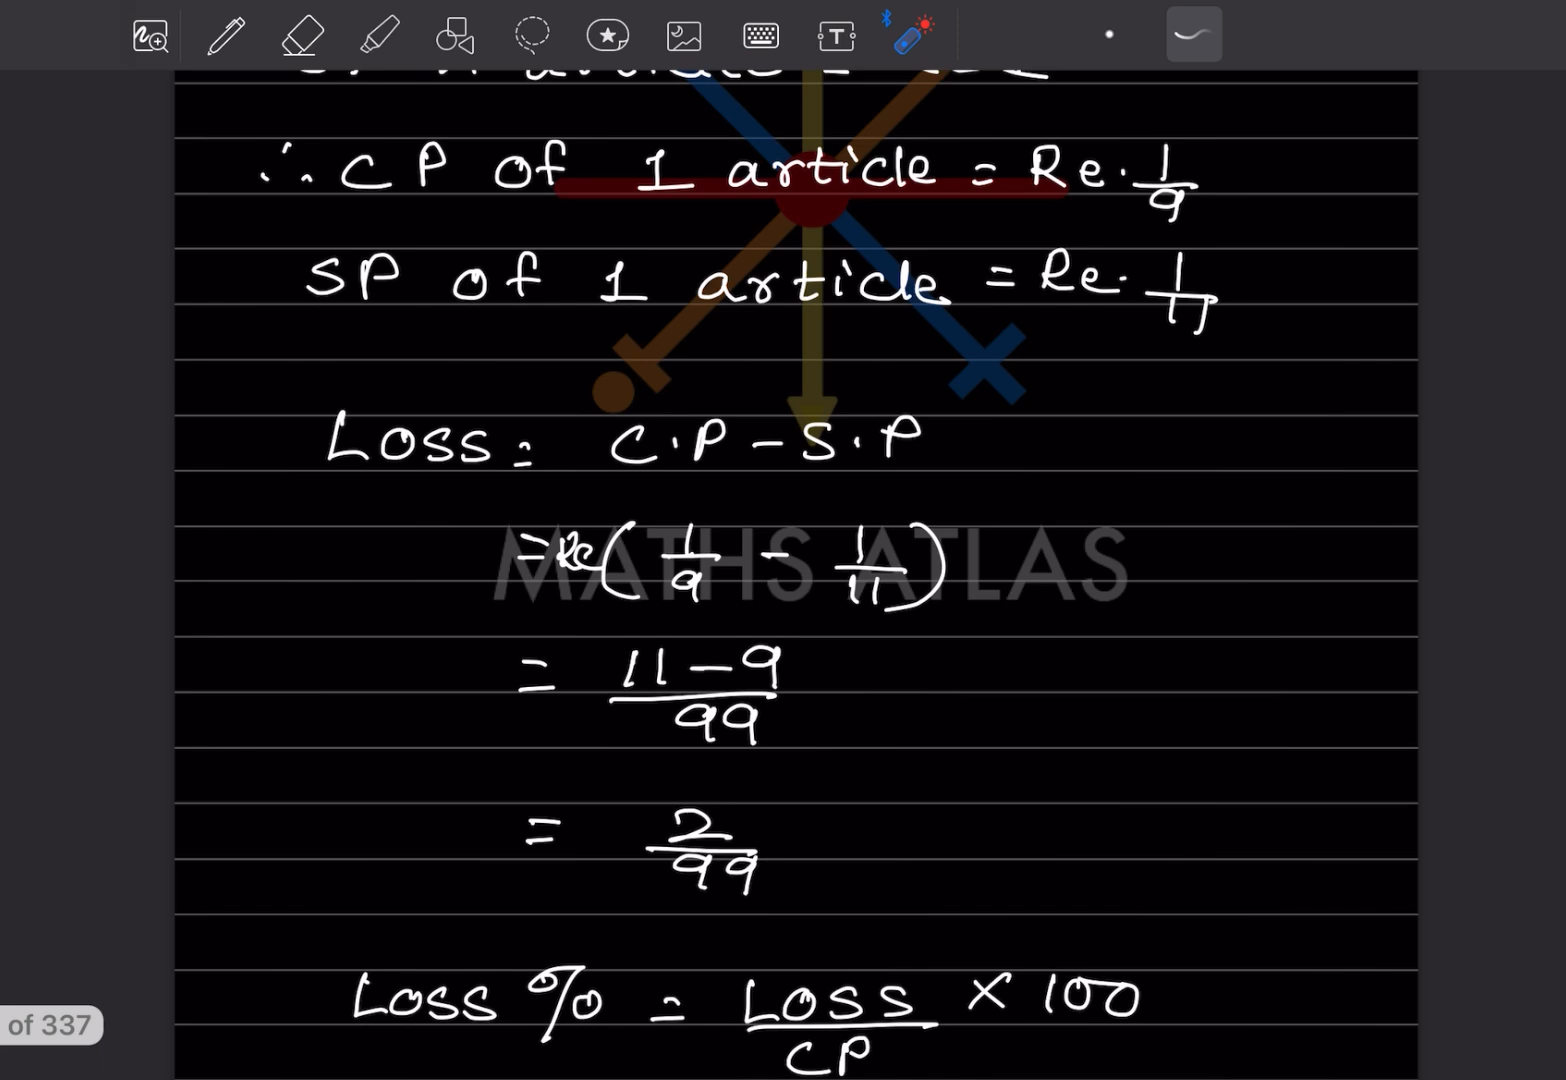 ∴ CP of 1 article = Re. 1/9
SP of 1 article = Re. 1/11
Loss = C.P - S.P
= Re ( 1/9 - 1/11 )
MATHS ATLAS
= 11 - 9 / 99
= 2/99
Loss % = Loss / CP × 100
of 337